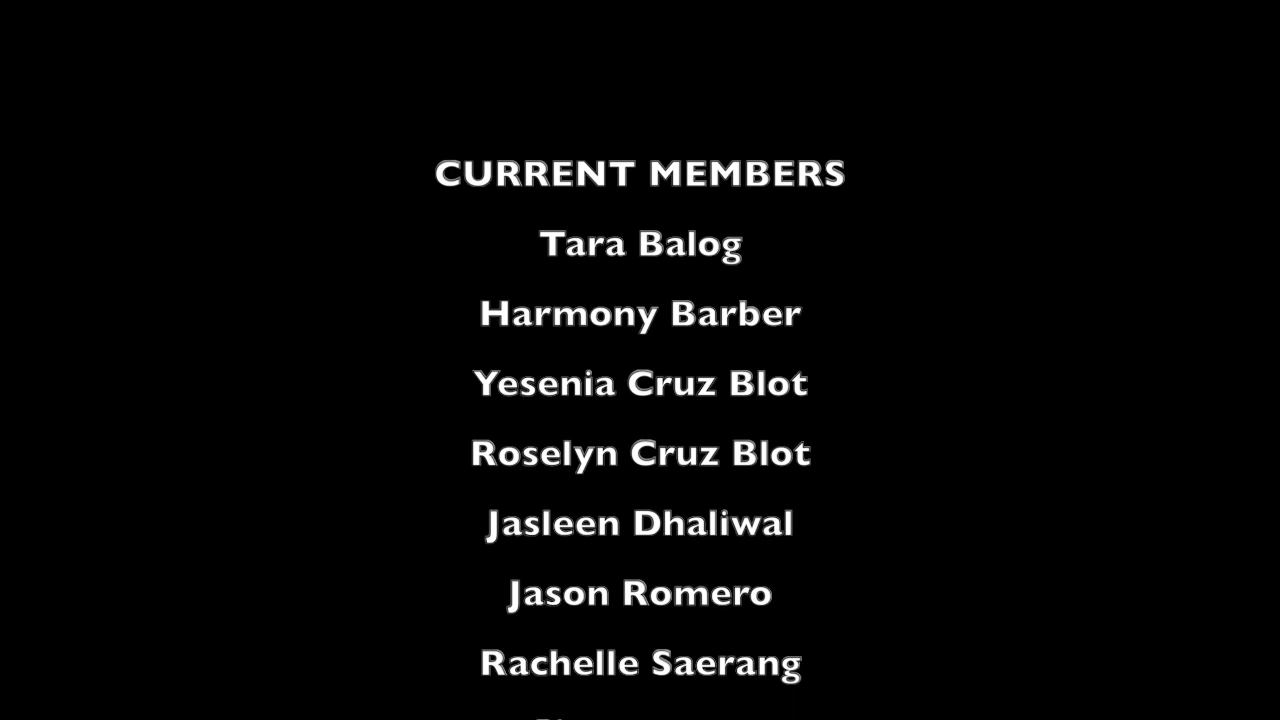 CURRENT MEMBERS
Tara Balog
Harmony Barber
Yesenia Cruz Blot
Roselyn Cruz Blot
Jasleen Dhaliwal
Jason Romero
Rachelle Saerang